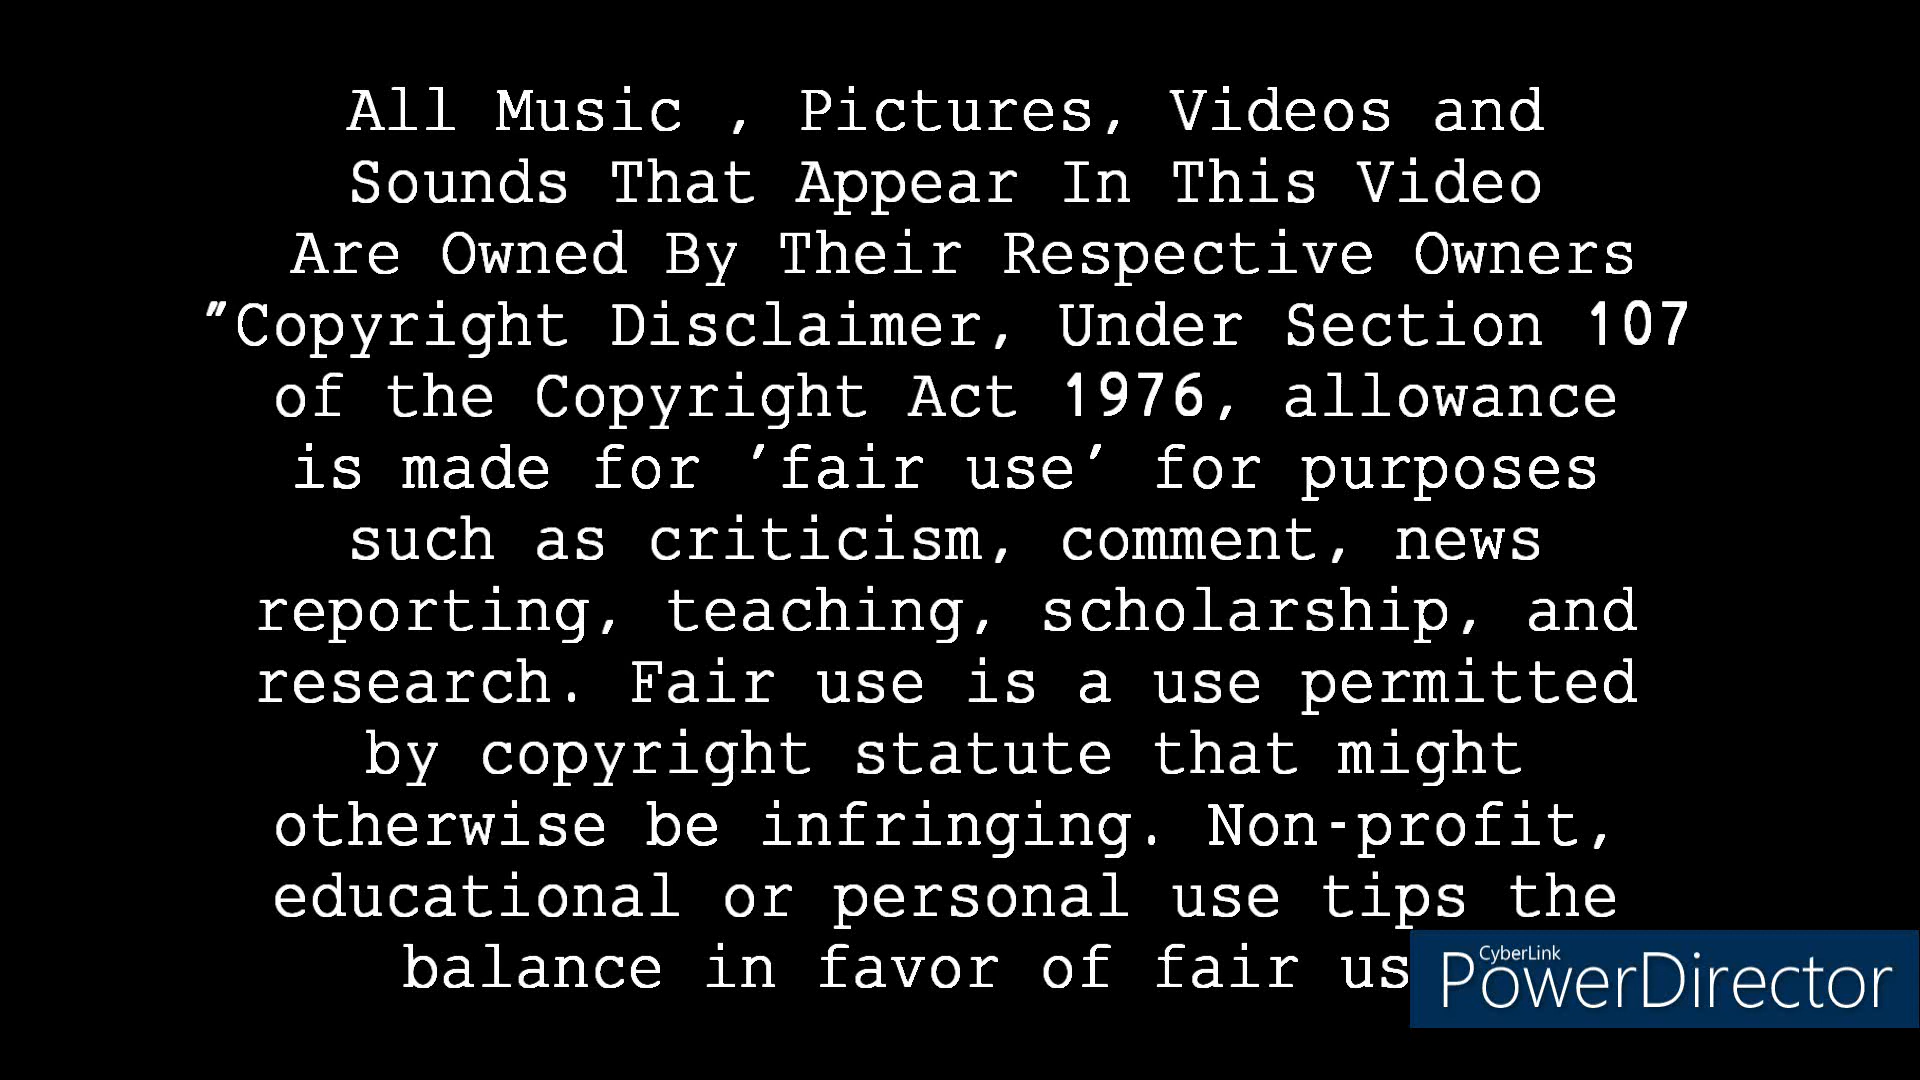 All Music , Pictures, Videos and
Sounds That Appear In This Video
Are Owned By Their Respective Owners
"Copyright Disclaimer, Under Section 107
of the Copyright Act 1976, allowance
is made for 'fair use' for purposes
such as criticism, comment, news
reporting, teaching, scholarship, and
research. Fair use is a use permitted
by copyright statute that might
otherwise be infringing. Non-profit,
educational or personal use tips the
balance in favor of fair us
CyberLink
PowerDirector